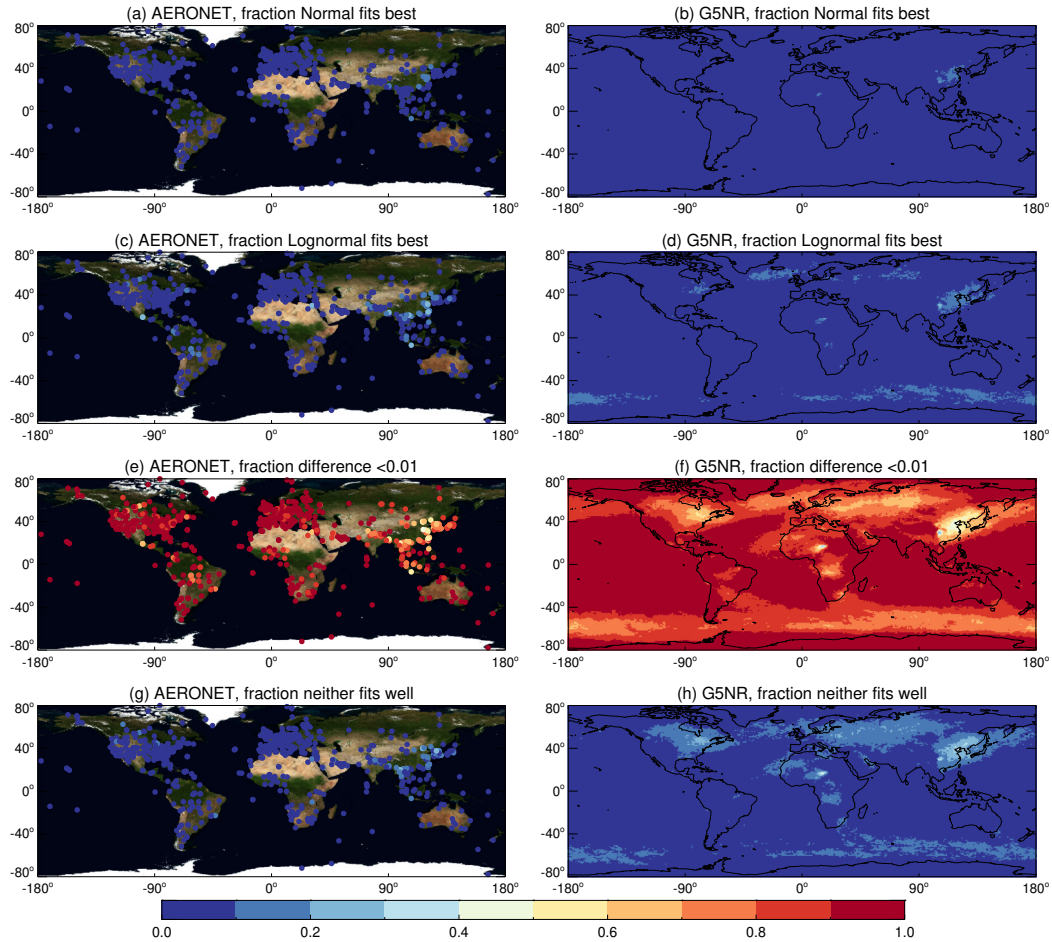 (a) AERONET, fraction Normal fits best
80°
40°
0°
-40°
-80°
-180° -90° 0° 90° 180°
(b) G5NR, fraction Normal fits best
80°
40°
0°
-40°
-80°
-180° -90° 0° 90° 180°
(c) AERONET, fraction Lognormal fits best
80°
40°
0°
-40°
-80°
-180° -90° 0° 90° 180°
(d) G5NR, fraction Lognormal fits best
80°
40°
0°
-40°
-80°
-180° -90° 0° 90° 180°
(e) AERONET, fraction difference <0.01
80°
40°
0°
-40°
-80°
-180° -90° 0° 90° 180°
(f) G5NR, fraction difference <0.01
80°
40°
0°
-40°
-80°
-180° -90° 0° 90° 180°
(g) AERONET, fraction neither fits well
80°
40°
0°
-40°
-80°
-180° -90° 0° 90° 180°
(h) G5NR, fraction neither fits well
80°
40°
0°
-40°
-80°
-180° -90° 0° 90° 180°
0.0 0.2 0.4 0.6 0.8 1.0